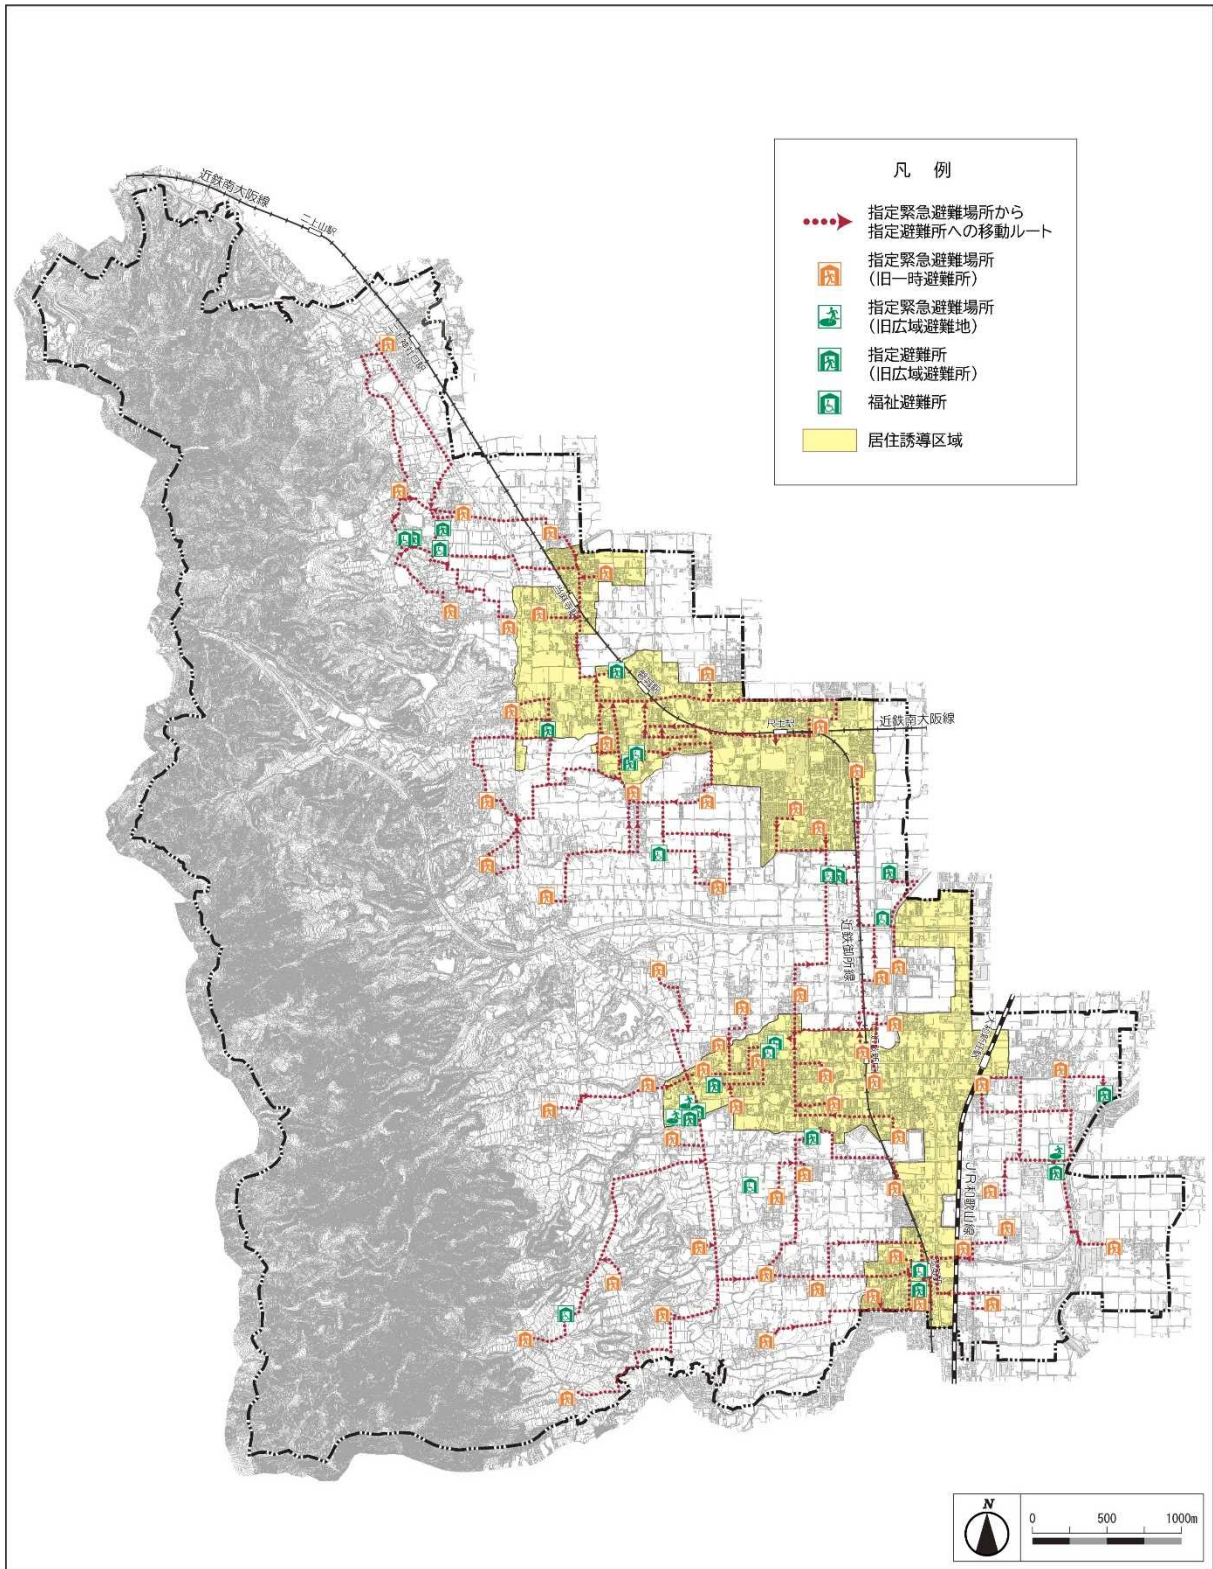 凡 例
指定緊急避難場所から
指定避難所への移動ルート
指定緊急避難場所
(旧一時避難所)
指定緊急避難場所
(旧広域避難地)
指定避難所
(旧広域避難所)
福祉避難所
居住誘導区域
近鉄南大阪線
二上山駅
近鉄南大阪線
尺土駅
近鉄御所線
JR和歌山線
N
0 500 1000m